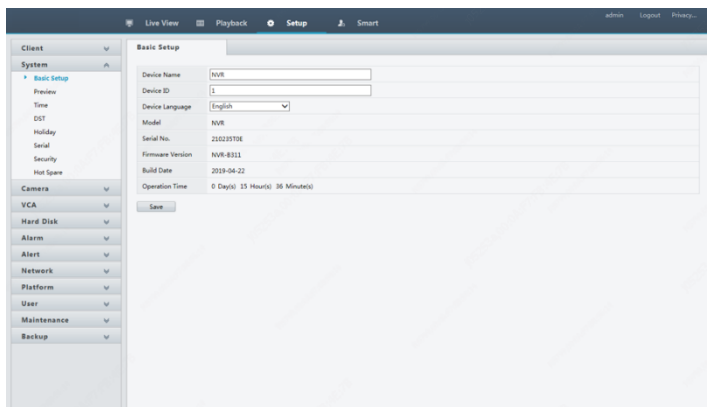 admin Logout Privacy...
Live View Playback Setup Smart
Client
System
Basic Setup
Preview
Time
DST
Holiday
Serial
Security
Hot Spare
Camera
VCA
Hard Disk
Alarm
Alert
Network
Platform
User
Maintenance
Backup
Basic Setup
Device Name NVR
Device ID 1
Device Language English
Model NVR
Serial No. 210235T0E
Firmware Version NVR-B311
Build Date 2019-04-22
Operation Time 0 Day(s) 15 Hour(s) 36 Minute(s)
Save